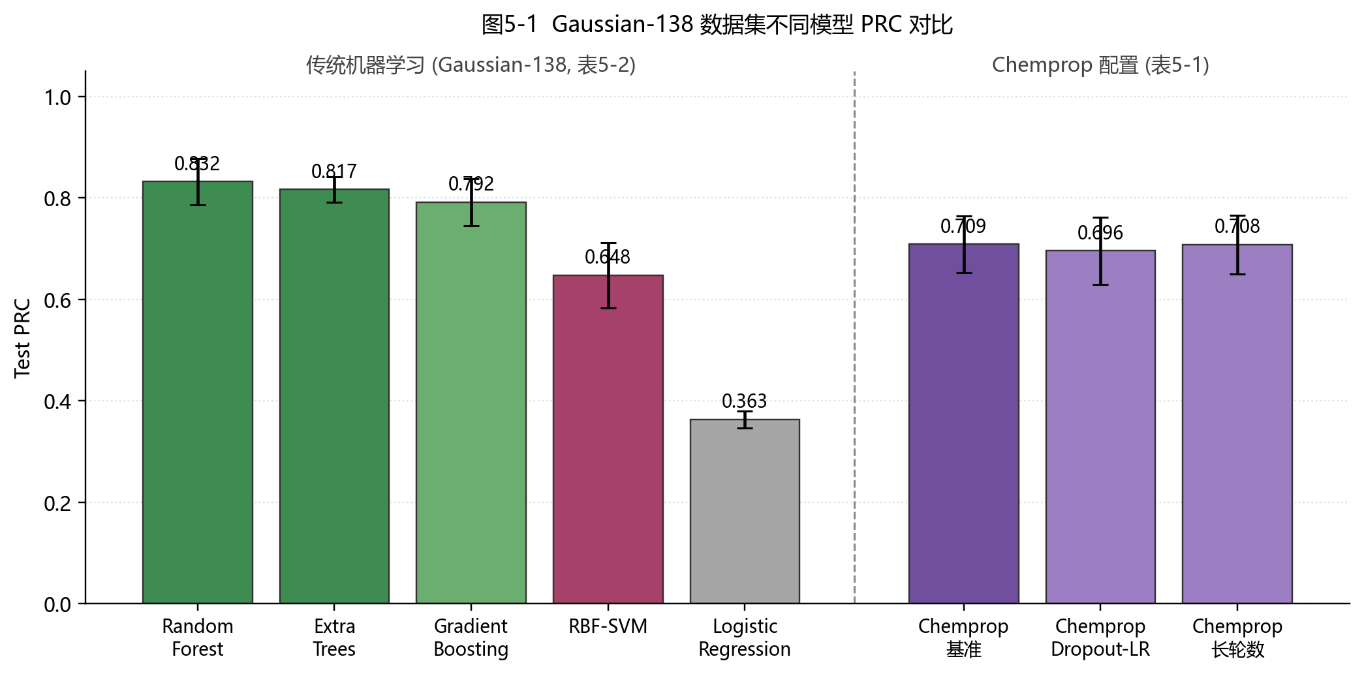 图5-1 Gaussian-138 数据集不同模型 PRC 对比
传统机器学习 (Gaussian-138, 表5-2)
Chemprop 配置 (表5-1)
Test PRC
1.0
0.8
0.6
0.4
0.2
0.0
0.832
0.817
0.792
0.648
0.363
0.709
0.696
0.708
Random
Forest
Extra
Trees
Gradient
Boosting
RBF-SVM
Logistic
Regression
Chemprop
基准
Chemprop
Dropout-LR
Chemprop
长轮数